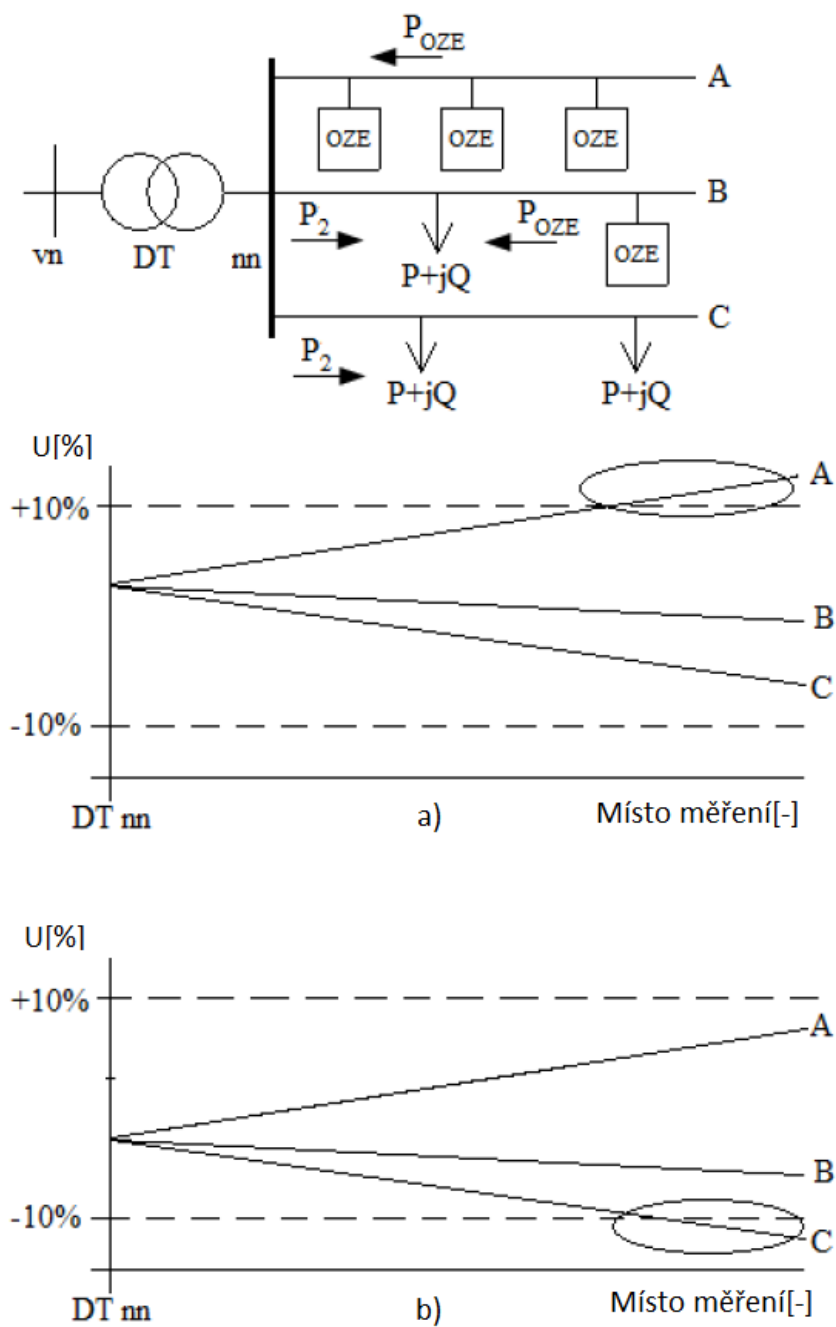 P_OZE
A
OZE OZE OZE
B
P_2 P_OZE
vn DT nn OZE
P+jQ
C
P_2
P+jQ P+jQ
U[%]
A
+10%
B
C
-10%
DT nn a) Místo měření[-]
U[%]
+10%
A
B
-10%
C
DT nn b) Místo měření[-]